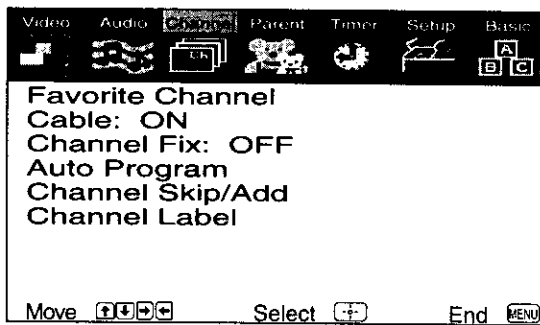 Video Audio Channel Parent Timer Setup Basic
Ch
A
B C
Favorite Channel
Cable: ON
Channel Fix: OFF
Auto Program
Channel Skip/Add
Channel Label
Move Select End MENU